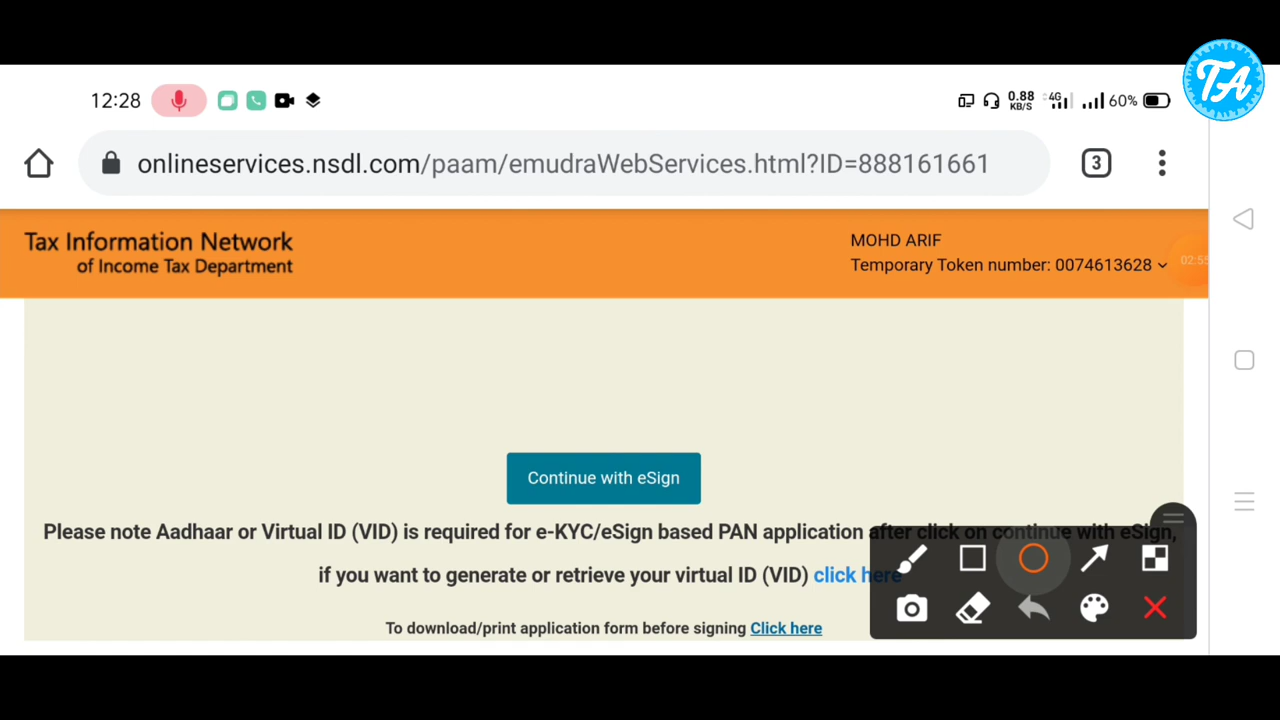 TA
12:28
0.88
KB/S
4G
60%
onlineservices.nsdl.com/paam/emudraWebServices.html?ID=888161661
3
Tax Information Network
of Income Tax Department
MOHD ARIF
Temporary Token number: 0074613628
02:55
Continue with eSign
Please note Aadhaar or Virtual ID (VID) is required for e-KYC/eSign based PAN application after click on continue with eSign,
if you want to generate or retrieve your virtual ID (VID) click here
To download/print application form before signing Click here